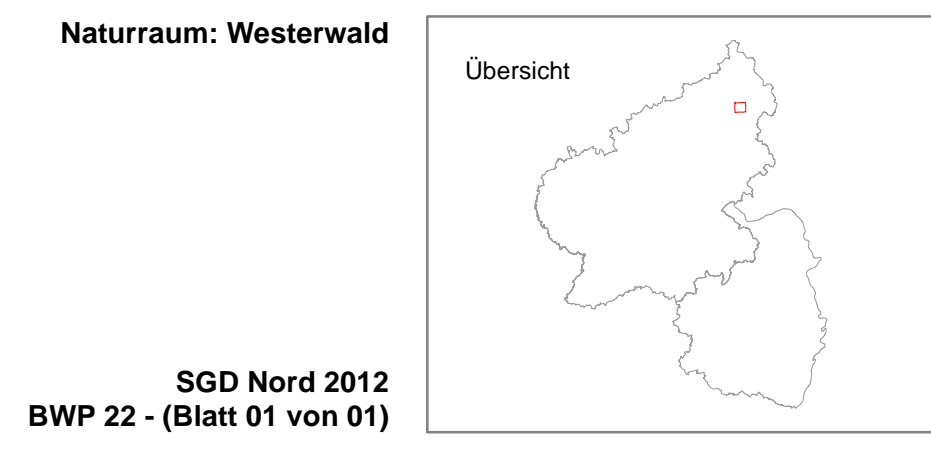 Naturraum: Westerwald
Übersicht
SGD Nord 2012
BWP 22 - (Blatt 01 von 01)